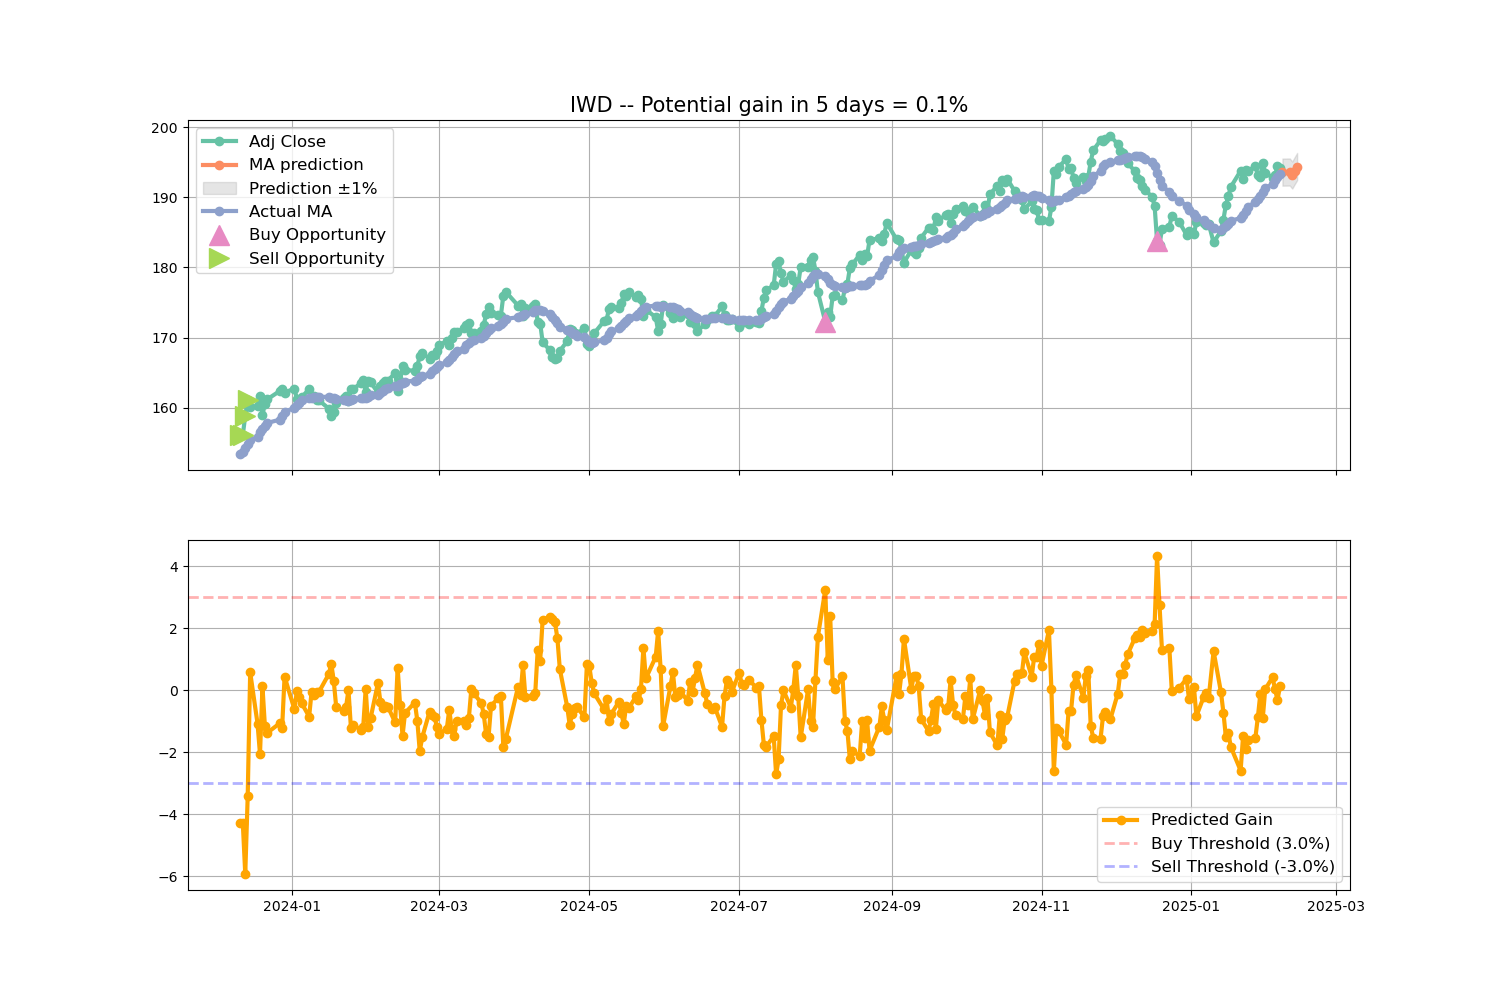 IWD -- Potential gain in 5 days = 0.1%
200
190
180
170
160
Adj Close
MA prediction
Prediction ±1%
Actual MA
Buy Opportunity
Sell Opportunity
4
2
0
−2
−4
−6
Predicted Gain
Buy Threshold (3.0%)
Sell Threshold (-3.0%)
2024-01
2024-03
2024-05
2024-07
2024-09
2024-11
2025-01
2025-03